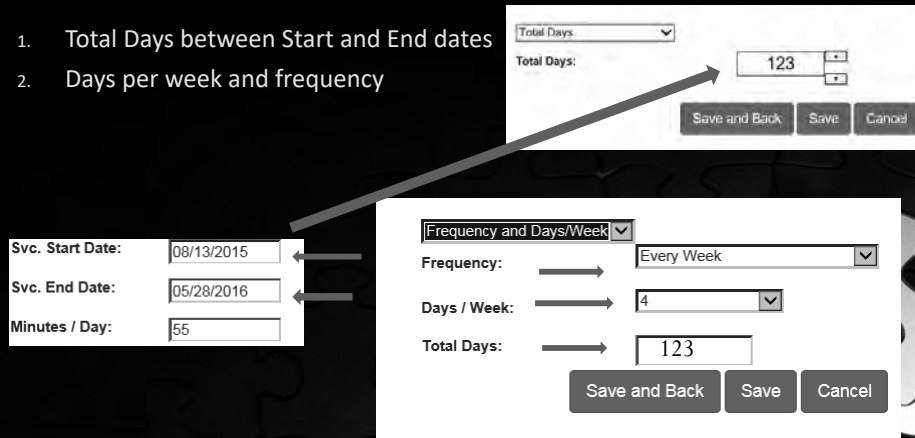 1. Total Days between Start and End dates
2. Days per week and frequency
Total Days
Total Days: 123
Save and Back Save Cancel
Svc. Start Date: 08/13/2015
Svc. End Date: 05/28/2016
Minutes / Day: 55
Frequency and Days/Week
Frequency: Every Week
Days / Week: 4
Total Days: 123
Save and Back Save Cancel